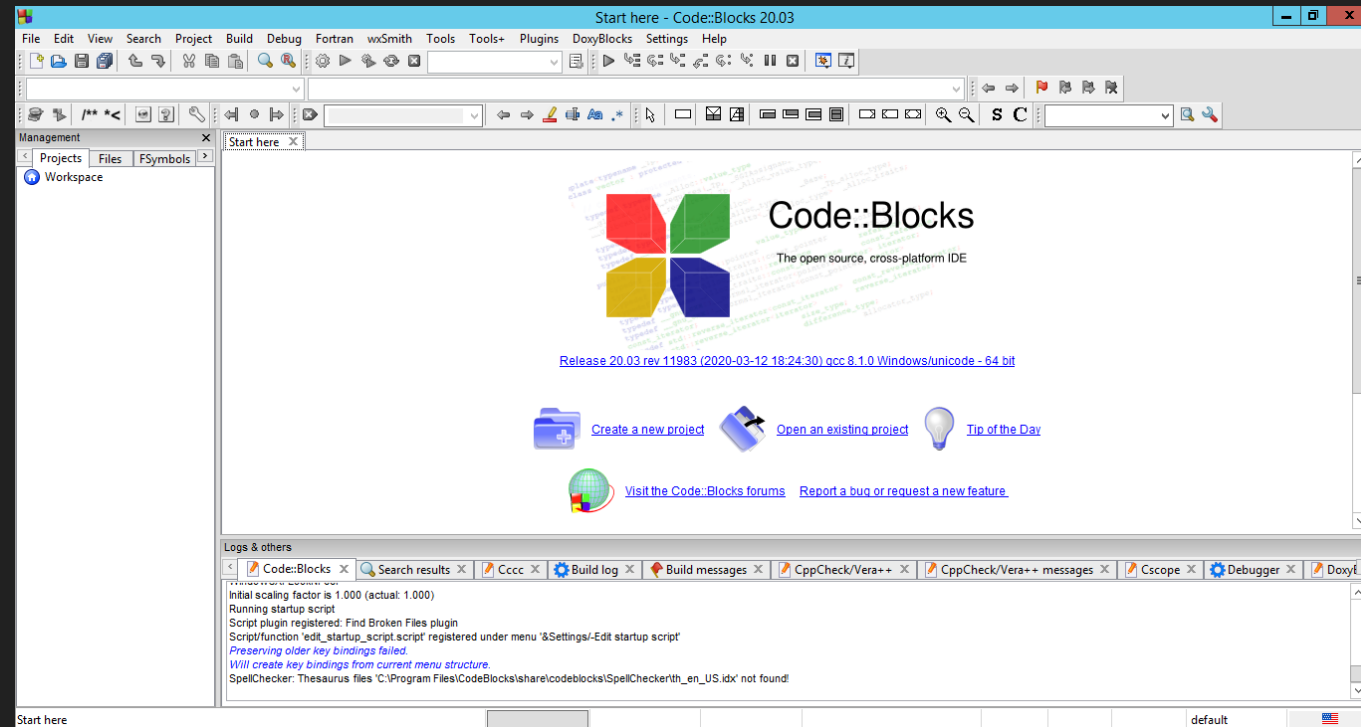 Start here - Code::Blocks 20.03
File Edit View Search Project Build Debug Fortran wxSmith Tools Tools+ Plugins DoxyBlocks Settings Help
/** *< S C
Management
Start here
Projects Files FSymbols
Workspace
Code::Blocks
The open source, cross-platform IDE
Release 20.03 rev 11983 (2020-03-12 18:24:30) gcc 8.1.0 Windows/unicode - 64 bit
Create a new project Open an existing project Tip of the Day
Visit the Code::Blocks forums Report a bug or request a new feature
Logs & others
Code::Blocks Search results Cccc Build log Build messages CppCheck/Vera++ CppCheck/Vera++ messages Cscope Debugger
Initial scaling factor is 1.000 (actual: 1.000)
Running startup script
Script plugin registered: Find Broken Files plugin
Script/function 'edit_startup_script.script' registered under menu '&Settings/-Edit startup script'
Preserving older key bindings failed.
Will create key bindings from current menu structure.
SpellChecker: Thesaurus files 'C:\Program Files\CodeBlocks\share\codeblocks\SpellChecker\th_en_US.idx' not found!
Start here default